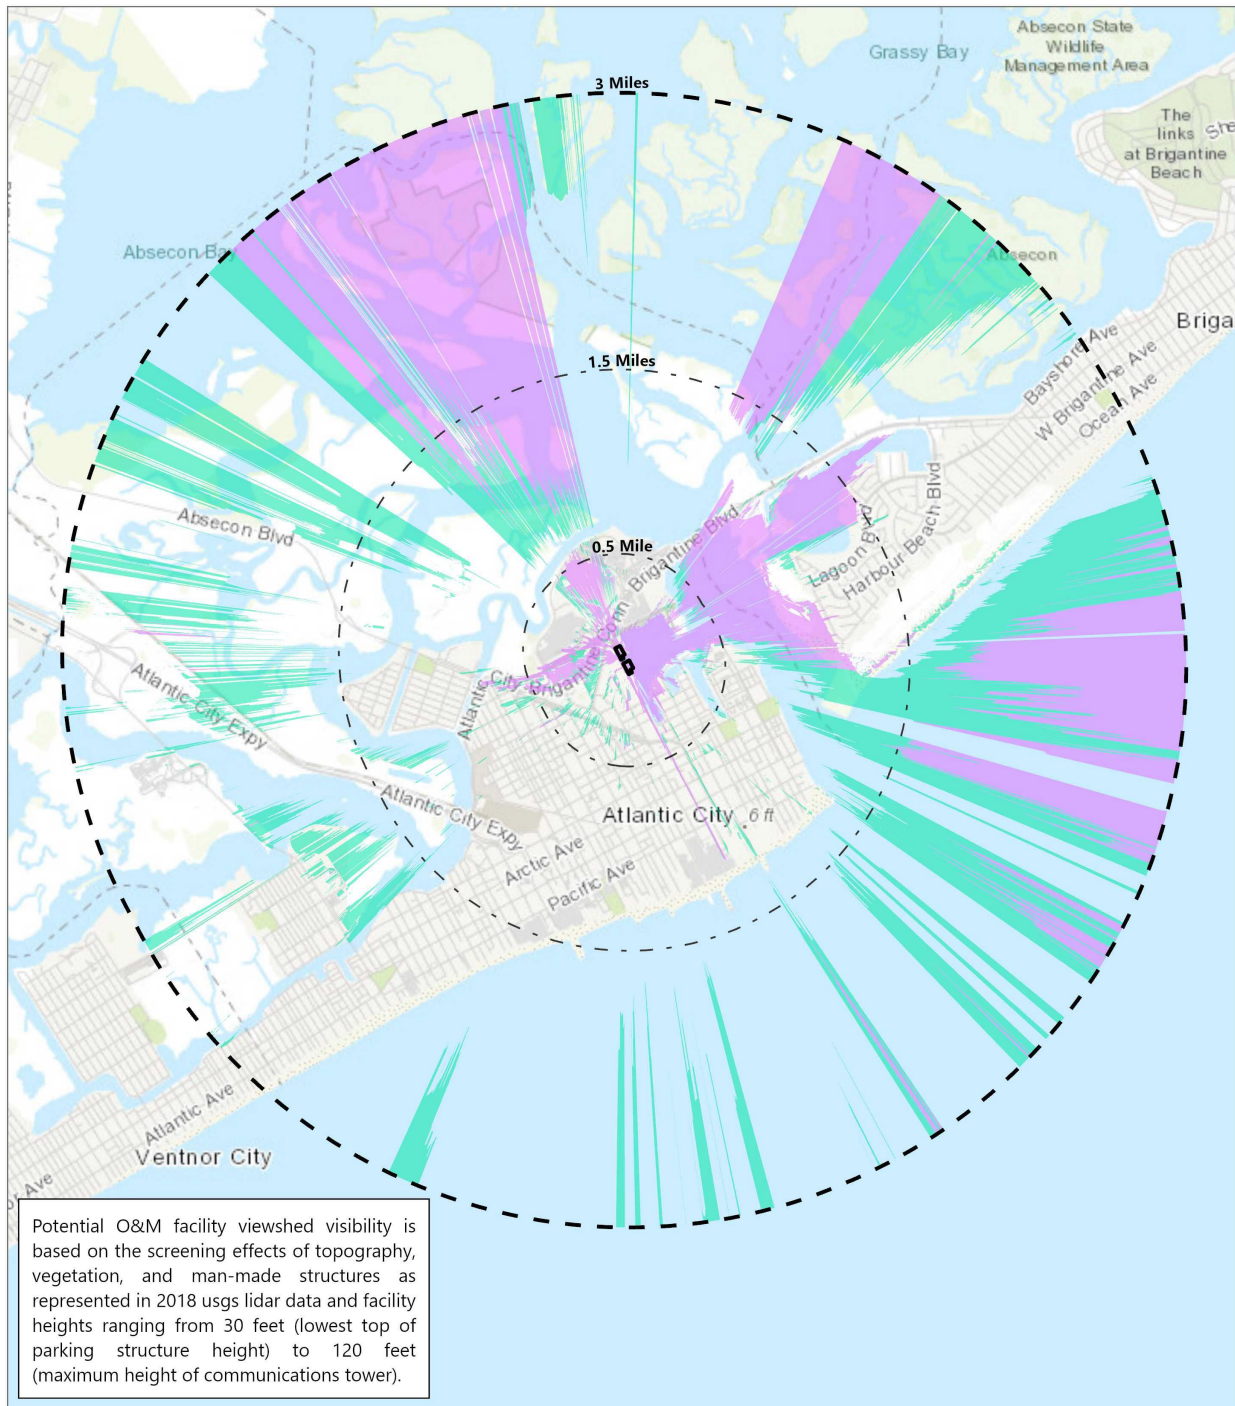 Absecon State
Wildlife
Management Area
Grassy Bay
3 Miles
The
links
at Brigantine
Beach
She
Absecon Bay
Absecon
Briga
Bayshore Ave
W Brigantine Ave
Ocean Ave
1.5 Miles
Absecon Blvd
0.5 Mile
Brigantine Blvd
Lagoon Blvd
Harbour Beach Blvd
Atlantic City-Brigantine Conn
Atlantic City Expy
Atlantic City Expy
Atlantic City
6 ft
Arctic Ave
Pacific Ave
Atlantic Ave
Ventnor City
or Ave
Potential O&M facility viewshed visibility is
based on the screening effects of topography,
vegetation, and man-made structures as
represented in 2018 usgs lidar data and facility
heights ranging from 30 feet (lowest top of
parking structure height) to 120 feet
(maximum height of communications tower).